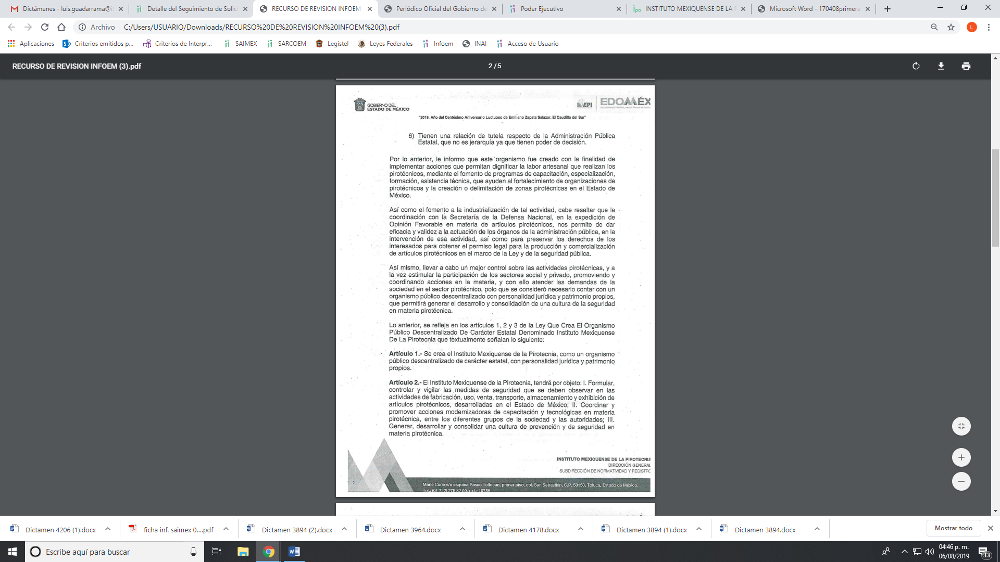 Dictámenes - luis.guadarrama@i
Detalle del Seguimiento de Solici
RECURSO DE REVISION INFOEM
Periódico Oficial del Gobierno de
Poder Ejecutivo
INSTITUTO MEXIQUENSE DE LA P
Microsoft Word - 170408primera
Archivo
C:/Users/USUARIO/Downloads/RECURSO%20DE%20REVISION%20INFOEM%20(3).pdf
L
Aplicaciones
Criterios emitidos p...
Criterios de Interpr...
SAIMEX
SARCOEM
Legistel
Leyes Federales
Infoem
INAI
Acceso de Usuario
RECURSO DE REVISION INFOEM (3).pdf
2 / 5
GOBIERNO DEL
ESTADO DE MÉXICO
IMEPI
EDOMÉX
"2019. Año del Centésimo Aniversario Luctuoso de Emiliano Zapata Salazar. El Caudillo del Sur"
6) Tienen una relación de tutela respecto de la Administración Pública
Estatal, que no es jerarquía ya que tienen poder de decisión.
Por lo anterior, le informo que este organismo fue creado con la finalidad de
implementar acciones que permitan dignificar la labor artesanal que realizan los
pirotécnicos, mediante el fomento de programas de capacitación, especialización,
formación, asistencia técnica, que ayuden al fortalecimiento de organizaciones de
pirotécnicos y la creación o delimitación de zonas pirotécnicas en el Estado de
México.
Así como el fomento a la industrialización de tal actividad, cabe resaltar que la
coordinación con la Secretaría de la Defensa Nacional, en la expedición de
Opinión Favorable en materia de artículos pirotécnicos, nos permite de dar
eficacia y validez a la actuación de los órganos de la administración pública, en la
intervención de esa actividad, así como para preservar los derechos de los
interesados para obtener el permiso legal para la producción y comercialización
de artículos pirotécnicos en el marco de la Ley y de la seguridad pública.
Así mismo, llevar a cabo un mejor control sobre las actividades pirotécnicas, y a
la vez estimular la participación de los sectores social y privado, promoviendo y
coordinando acciones en la materia, y con ello atender las demandas de la
sociedad en el sector pirotécnico, polo que se consideró necesario contar con un
organismo público descentralizado con personalidad jurídica y patrimonio propios,
que permitirá generar el desarrollo y consolidación de una cultura de la seguridad
en materia pirotécnica.
Lo anterior, se refleja en los artículos 1, 2 y 3 de la Ley Que Crea El Organismo
Público Descentralizado De Carácter Estatal Denominado Instituto Mexiquense
De La Pirotecnia que textualmente señalan lo siguiente:
Artículo 1.- Se crea el Instituto Mexiquense de la Pirotecnia, como un organismo
público descentralizado de carácter estatal, con personalidad jurídica y patrimonio
propios.
Artículo 2.- El Instituto Mexiquense de la Pirotecnia, tendrá por objeto: I. Formular,
controlar y vigilar las medidas de seguridad que se deben observar en las
actividades de fabricación, uso, venta, transporte, almacenamiento y exhibición de
artículos pirotécnicos, desarrolladas en el Estado de México; II. Coordinar y
promover acciones modernizadoras de capacitación y tecnológicas en materia
pirotécnica, entre los diferentes grupos de la sociedad y las autoridades; III.
Generar, desarrollar y consolidar una cultura de prevención y de seguridad en
materia pirotécnica.
INSTITUTO MEXIQUENSE DE LA PIROTECNIA
DIRECCIÓN GENERAL
SUBDIRECCIÓN DE NORMATIVIDAD Y REGISTRO
Marie Curie s/n esquina Paseo Tollocan, primer piso, col. San Sebastián, C.P. 50150, Toluca, Estado de México.
Tel.: (01 722) 275 82 00, ext.: 10785
Dictamen 4206 (1).docx
ficha inf. saimex 0....pdf
Dictamen 3894 (2).docx
Dictamen 3964.docx
Dictamen 4178.docx
Dictamen 3894 (1).docx
Dictamen 3894.docx
Mostrar todo
Escribe aquí para buscar
04:46 p. m.
06/08/2019
33